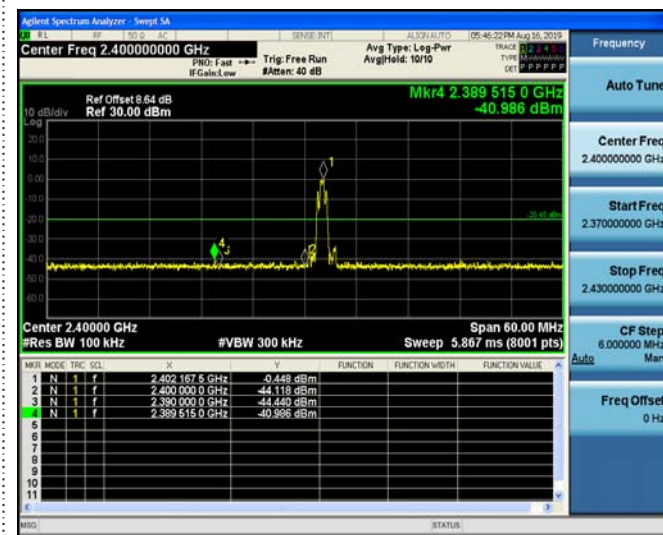 Agilent Spectrum Analyzer - Swept SA
RL RF 50 Ω AC SENSE:INT ALIGN AUTO 05:46:22 PM Aug 16, 2019
Center Freq 2.400000000 GHz
PNO: Fast
IFGain:Low
Trig: Free Run
#Atten: 40 dB
Avg Type: Log-Pwr
Avg|Hold: 10/10
TRACE 1 2 3 4 5 6
TYPE M
DET P P P P P P
Frequency
Ref Offset 8.64 dB
10 dB/div Ref 30.00 dBm
Log
Mkr4 2.389 515 0 GHz
-40.986 dBm
20.0
10.0
0.00
-10.0
-20.0
-30.0
-40.0
-50.0
-60.0
1
4
Center 2.40000 GHz Span 60.00 MHz
#Res BW 100 kHz #VBW 300 kHz Sweep 5.867 ms (8001 pts)
MKR MODE TRC SCL X Y FUNCTION FUNCTION WIDTH FUNCTION VALUE
1 N 1 f 2.402 167 5 GHz -0.448 dBm
2 N 1 f 2.400 000 0 GHz -44.118 dBm
3 N 1 f 2.390 000 0 GHz -44.440 dBm
4 N 1 f 2.389 515 0 GHz -40.986 dBm
5
6
7
8
9
10
11
MSG STATUS
Auto Tune
Center Freq
2.400000000 GHz
Start Freq
2.370000000 GHz
Stop Freq
2.430000000 GHz
CF Step
6.000000 MHz
Auto Man
Freq Offset
0 Hz